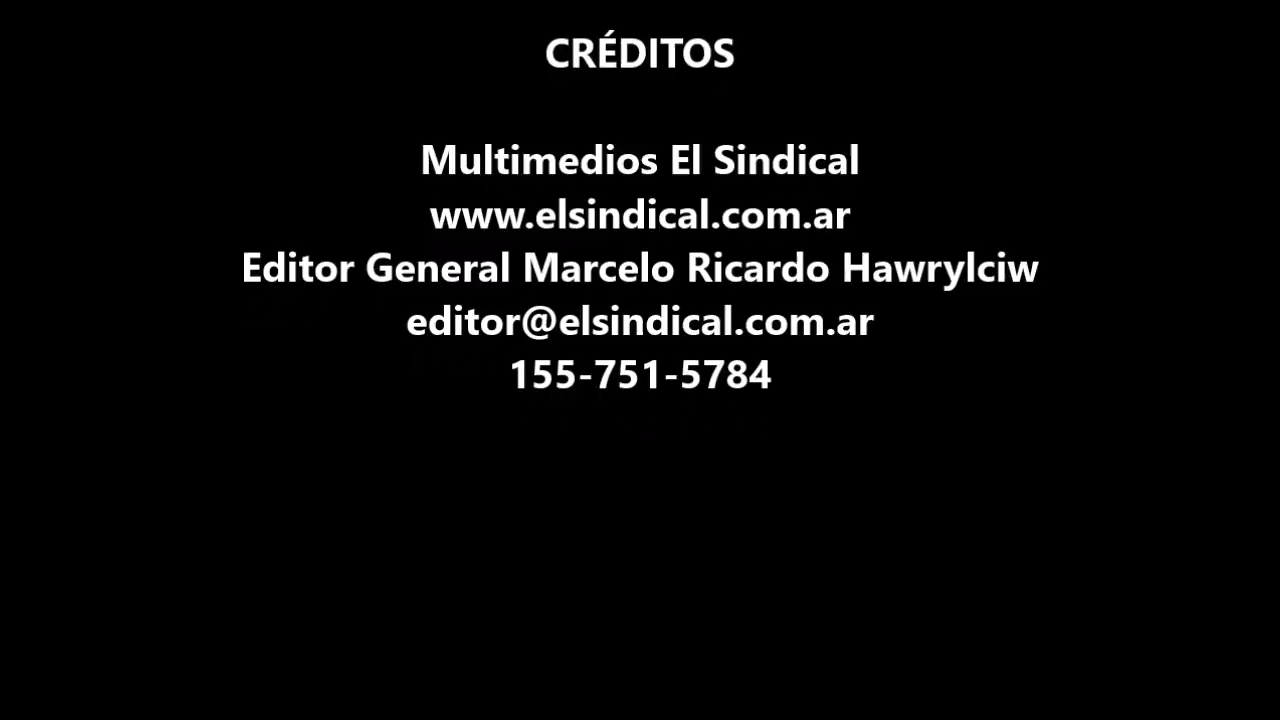 CRÉDITOS
Multimedios El Sindical
www.elsindical.com.ar
Editor General Marcelo Ricardo Hawrylciw
editor@elsindical.com.ar
155-751-5784